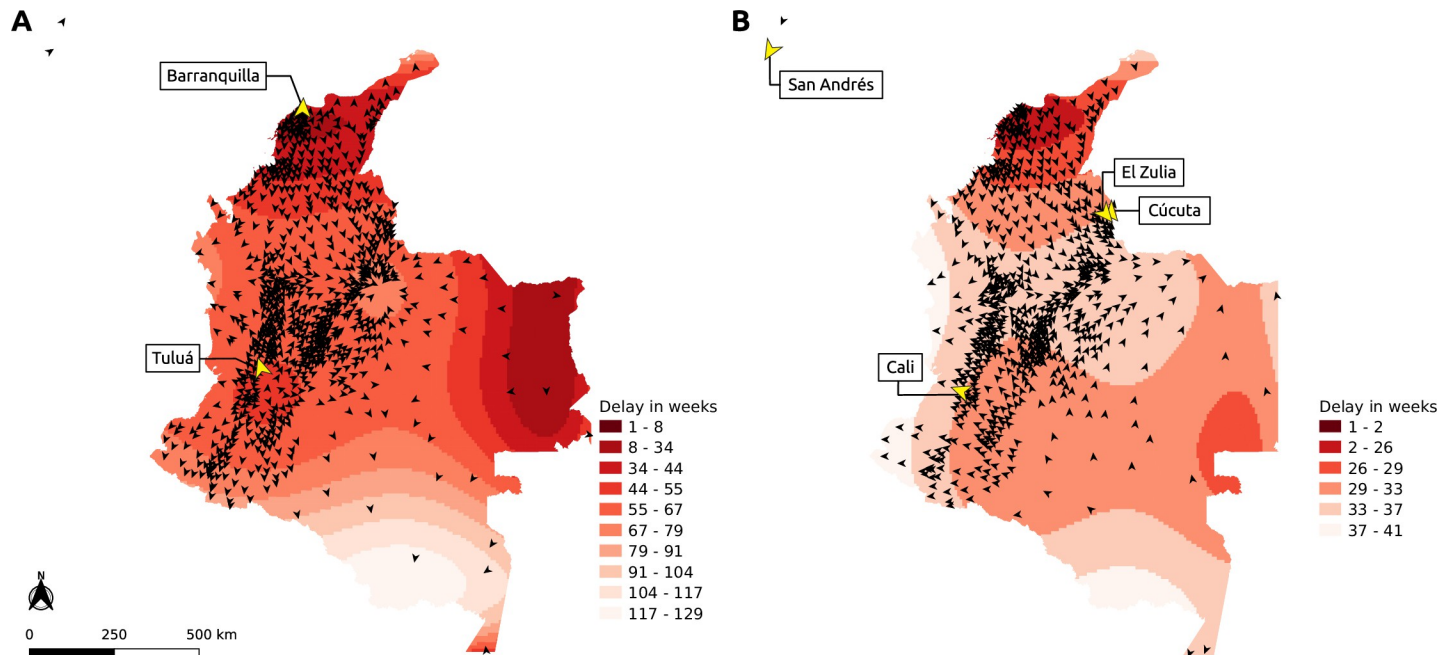 A
Barranquilla
Tuluá
Delay in weeks
1 - 8
8 - 34
34 - 44
44 - 55
55 - 67
67 - 79
79 - 91
91 - 104
104 - 117
117 - 129
N
0 250 500 km
B
San Andrés
El Zulia
Cúcuta
Cali
Delay in weeks
1 - 2
2 - 26
26 - 29
29 - 33
33 - 37
37 - 41